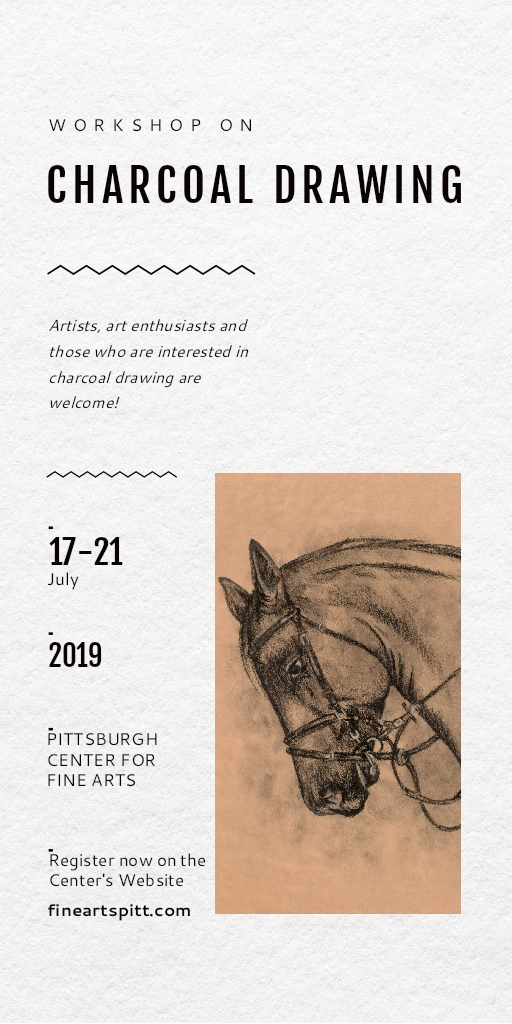 WORKSHOP ON
CHARCOAL DRAWING
Artists, art enthusiasts and
those who are interested in
charcoal drawing are
welcome!
17-21
July
2019
PITTSBURGH
CENTER FOR
FINE ARTS
Register now on the
Center's Website
fineartspitt.com